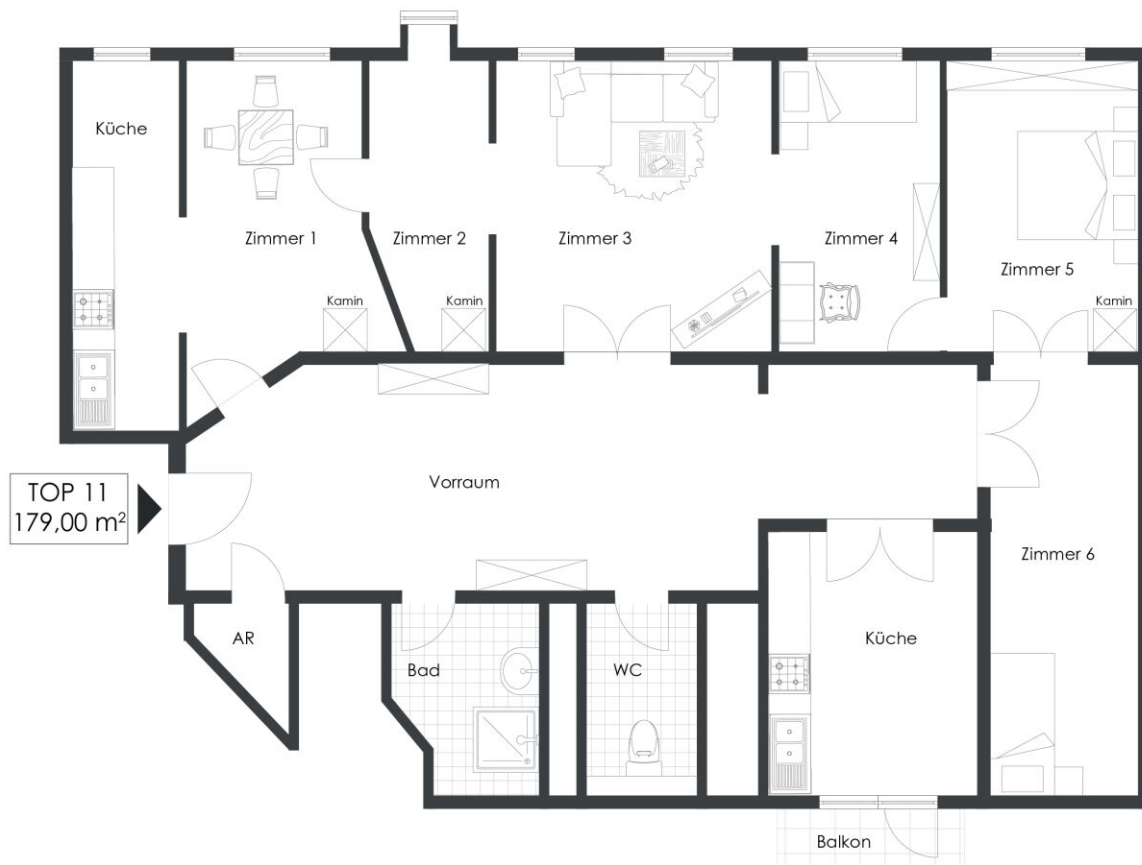 Küche
Zimmer 1
Kamin
Zimmer 2
Kamin
Zimmer 3
Zimmer 4
Zimmer 5
Kamin
TOP 11
179,00 m²
Vorraum
Zimmer 6
AR
Bad
WC
Küche
Balkon